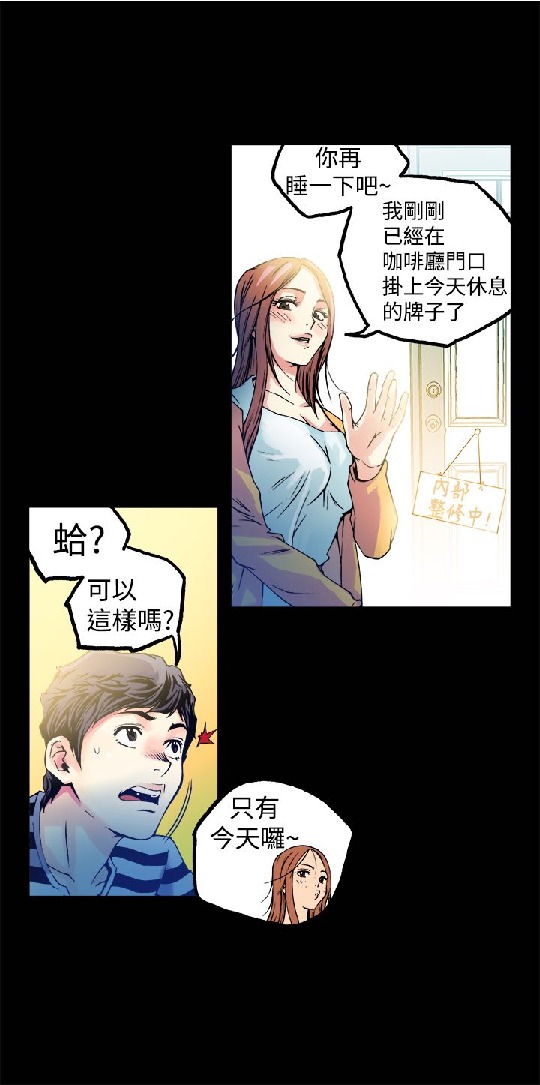 你再
睡一下吧~
我剛剛
已經在
咖啡廳門口
掛上今天休息
的牌子了
內部
整修中!
蛤?
可以
這樣嗎?
只有
今天囉~